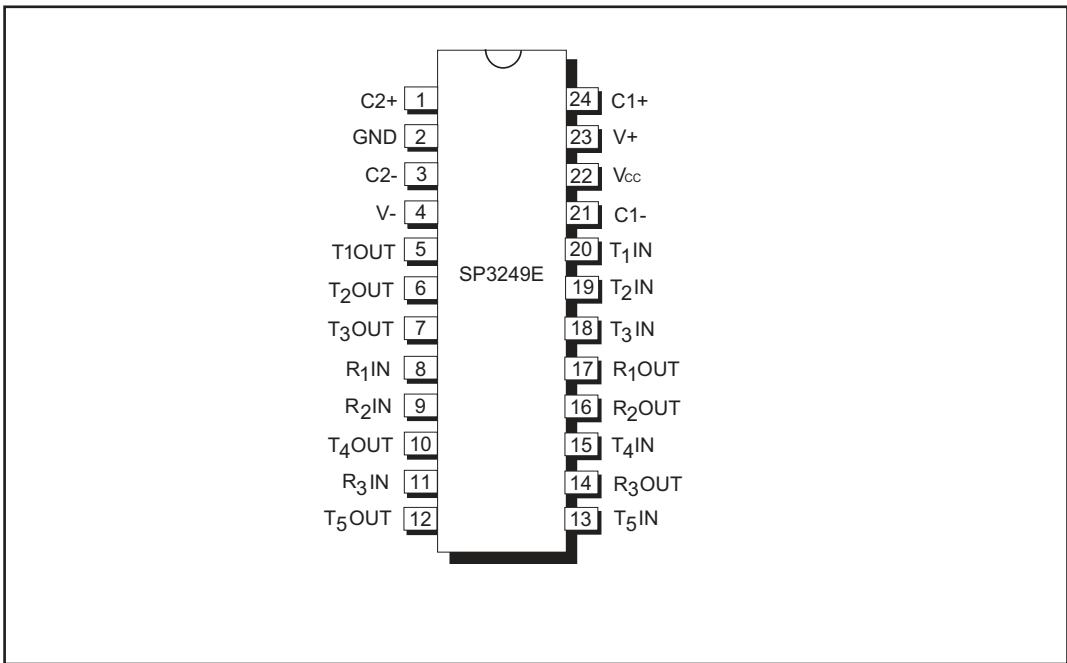 C2+ 1 24 C1+
GND 2 23 V+
C2- 3 22 Vcc
V- 4 21 C1-
T1OUT 5 20 T1IN
SP3249E
T2OUT 6 19 T2IN
T3OUT 7 18 T3IN
R1IN 8 17 R1OUT
R2IN 9 16 R2OUT
T4OUT 10 15 T4IN
R3IN 11 14 R3OUT
T5OUT 12 13 T5IN